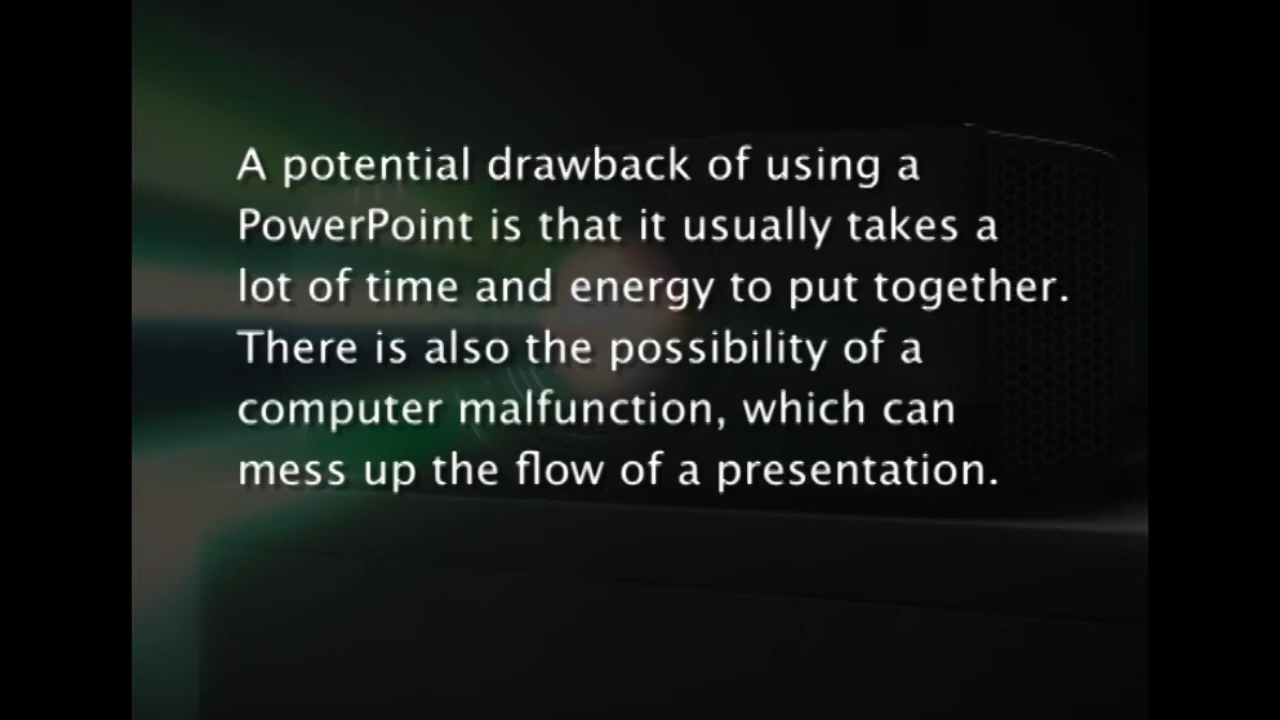 A potential drawback of using a
PowerPoint is that it usually takes a
lot of time and energy to put together.
There is also the possibility of a
computer malfunction, which can
mess up the flow of a presentation.